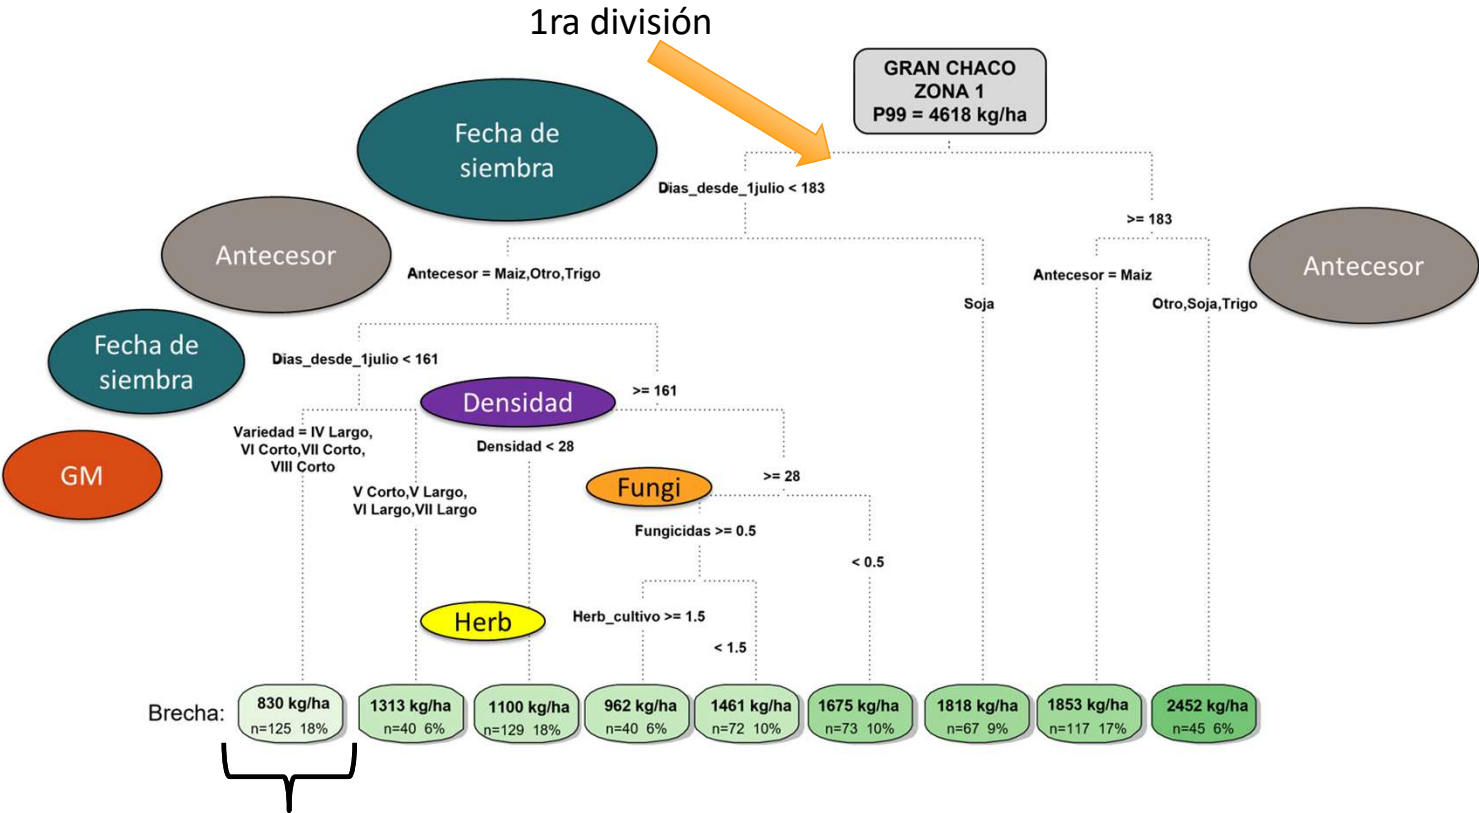 1ra división
GRAN CHACO
ZONA 1
P99 = 4618 kg/ha
Fecha de
siembra
Dias_desde_1julio < 183
>= 183
Antecesor
Antecesor = Maiz,Otro,Trigo
Soja
Antecesor = Maiz
Otro,Soja,Trigo
Antecesor
Fecha de
siembra
Dias_desde_1julio < 161
>= 161
Densidad
GM
Variedad = IV Largo,
VI Corto,VII Corto,
VIII Corto
V Corto,V Largo,
VI Largo,VII Largo
Densidad < 28
>= 28
Fungi
Fungicidas >= 0.5
< 0.5
Herb
Herb_cultivo >= 1.5
< 1.5
Brecha:
830 kg/ha
n=125 18%
1313 kg/ha
n=40 6%
1100 kg/ha
n=129 18%
962 kg/ha
n=40 6%
1461 kg/ha
n=72 10%
1675 kg/ha
n=73 10%
1818 kg/ha
n=67 9%
1853 kg/ha
n=117 17%
2452 kg/ha
n=45 6%